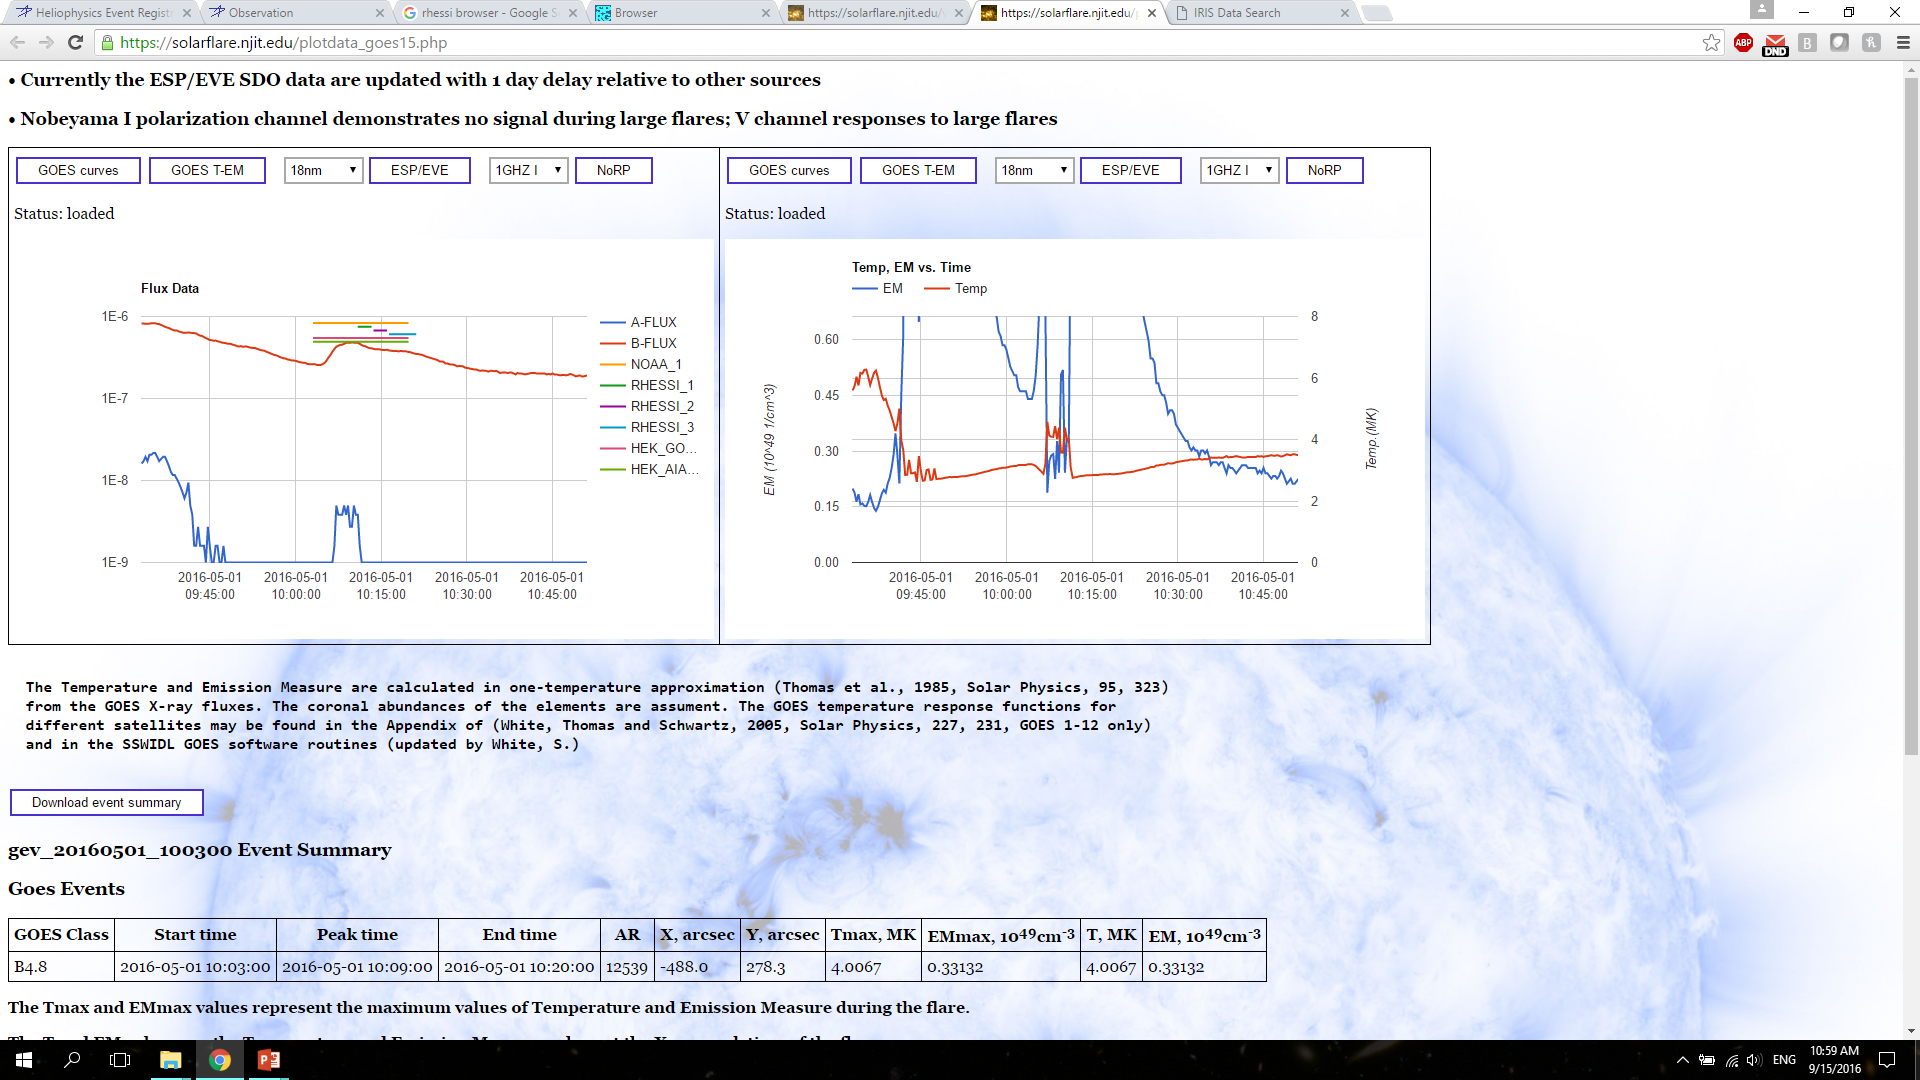 Heliophysics Event Registr
Observation
rhessi browser - Google S
Browser
https://solarflare.njit.edu/
https://solarflare.njit.edu/
IRIS Data Search
https://solarflare.njit.edu/plotdata_goes15.php
ABP
DND
B
• Currently the ESP/EVE SDO data are updated with 1 day delay relative to other sources
• Nobeyama I polarization channel demonstrates no signal during large flares; V channel responses to large flares
GOES curves GOES T-EM 18nm ESP/EVE 1GHZ I NoRP
Status: loaded
Flux Data
1E-6
1E-7
1E-8
1E-9
2016-05-01 2016-05-01 2016-05-01 2016-05-01 2016-05-01
09:45:00 10:00:00 10:15:00 10:30:00 10:45:00
A-FLUX
B-FLUX
NOAA_1
RHESSI_1
RHESSI_2
RHESSI_3
HEK_GO...
HEK_AIA...
GOES curves GOES T-EM 18nm ESP/EVE 1GHZ I NoRP
Status: loaded
Temp, EM vs. Time
EM Temp
EM (10^49 1/cm^3)
0.60
0.45
0.30
0.15
0.00
8
6
4
2
0
Temp.(MK)
2016-05-01 2016-05-01 2016-05-01 2016-05-01 2016-05-01
09:45:00 10:00:00 10:15:00 10:30:00 10:45:00
The Temperature and Emission Measure are calculated in one-temperature approximation (Thomas et al., 1985, Solar Physics, 95, 323)
from the GOES X-ray fluxes. The coronal abundances of the elements are assument. The GOES temperature response functions for
different satellites may be found in the Appendix of (White, Thomas and Schwartz, 2005, Solar Physics, 227, 231, GOES 1-12 only)
and in the SSWIDL GOES software routines (updated by White, S.)
Download event summary
gev_20160501_100300 Event Summary
Goes Events
GOES Class Start time Peak time End time AR X, arcsec Y, arcsec Tmax, MK EMmax, 10⁴⁹cm⁻³ T, MK EM, 10⁴⁹cm⁻³
B4.8 2016-05-01 10:03:00 2016-05-01 10:09:00 2016-05-01 10:20:00 12539 -488.0 278.3 4.0067 0.33132 4.0067 0.33132
The Tmax and EMmax values represent the maximum values of Temperature and Emission Measure during the flare.
ENG
10:59 AM
9/15/2016